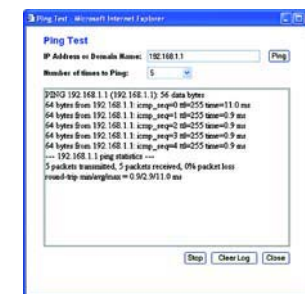 Ping Test - Microsoft Internet Explorer
Ping Test
IP Address or Domain Name: 192.168.1.1 Ping
Number of times to Ping: 5
PING 192.168.1.1 (192.168.1.1): 56 data bytes
64 bytes from 192.168.1.1: icmp_seq=0 ttl=255 time=11.0 ms
64 bytes from 192.168.1.1: icmp_seq=1 ttl=255 time=0.9 ms
64 bytes from 192.168.1.1: icmp_seq=2 ttl=255 time=0.9 ms
64 bytes from 192.168.1.1: icmp_seq=3 ttl=255 time=0.9 ms
64 bytes from 192.168.1.1: icmp_seq=4 ttl=255 time=0.9 ms
--- 192.168.1.1 ping statistics ---
5 packets transmitted, 5 packets received, 0% packet loss
round-trip min/avg/max = 0.9/2.9/11.0 ms
Stop Clear Log Close